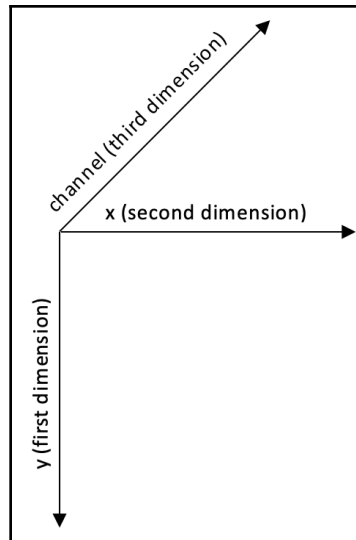 channel (third dimension)
x (second dimension)
y (first dimension)